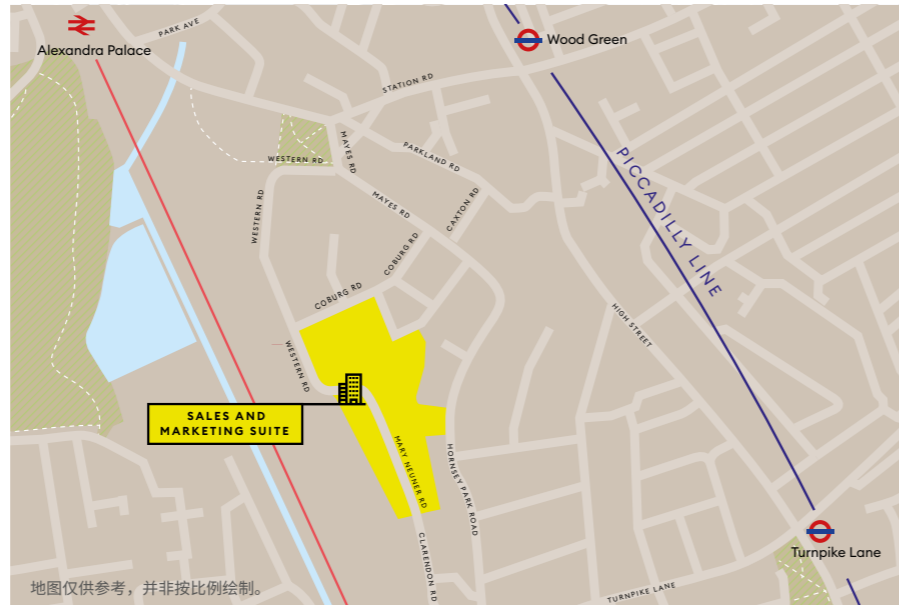 PARK AVE
Alexandra Palace
Wood Green
STATION RD
MAYES RD
PARKLAND RD
WESTERN RD
WESTERN RD
MAYES RD
CAXTON RD
COBURG RD
PICCADILLY LINE
COBURG RD
HIGH STREET
WESTERN RD
SALES AND
MARKETING SUITE
MARY NEUNER RD
HORNSEY PARK ROAD
CLARENDON RD
Turnpike Lane
TURNPIKE LANE
地图仅供参考，并非按比例绘制。